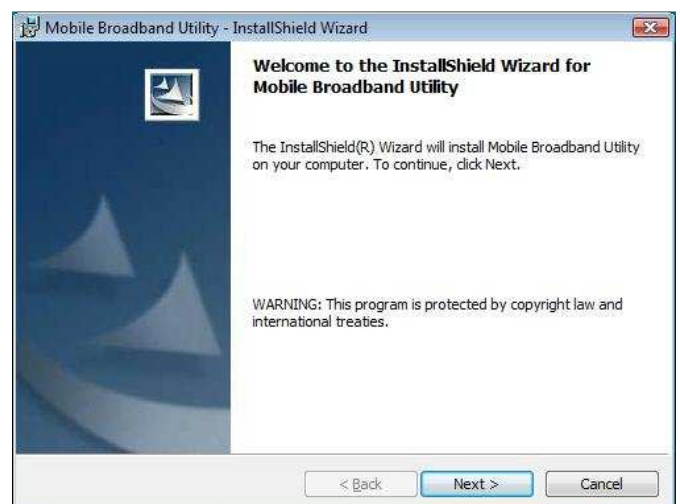 Mobile Broadband Utility - InstallShield Wizard
Welcome to the InstallShield Wizard for
Mobile Broadband Utility
The InstallShield(R) Wizard will install Mobile Broadband Utility
on your computer. To continue, click Next.
WARNING: This program is protected by copyright law and
international treaties.
< Back
Next >
Cancel